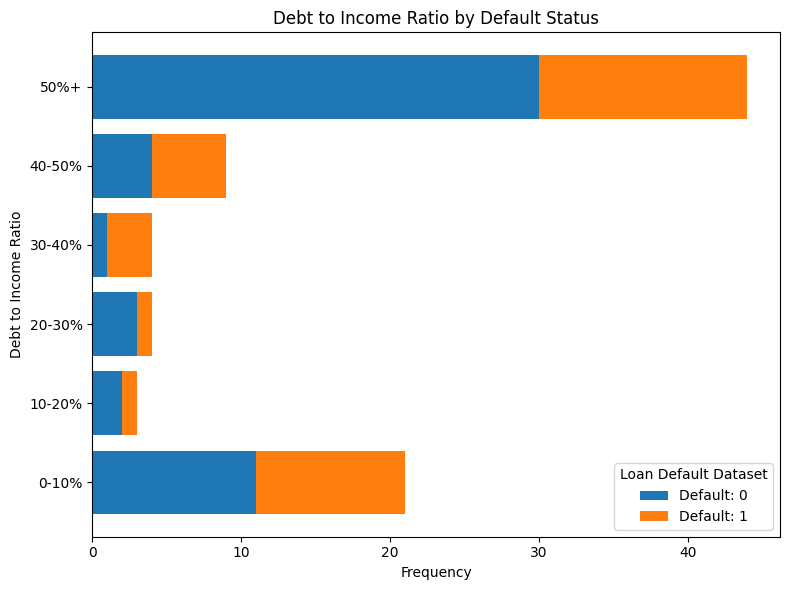 Debt to Income Ratio by Default Status
Debt to Income Ratio
50%+
40-50%
30-40%
20-30%
10-20%
0-10%
0 10 20 30 40
Frequency
Loan Default Dataset
Default: 0
Default: 1